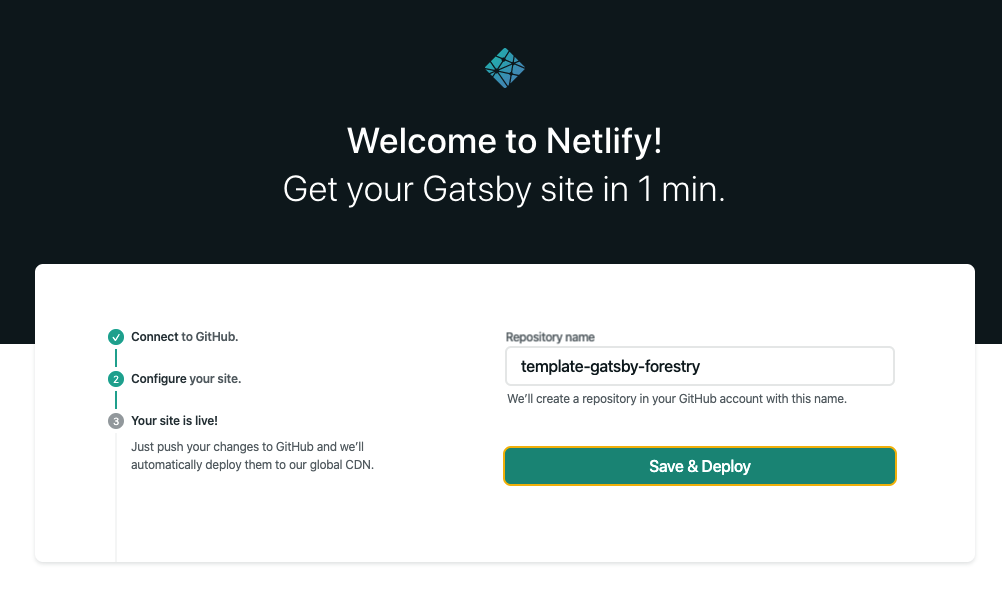 Welcome to Netlify!
Get your Gatsby site in 1 min.
Connect to GitHub.
2 Configure your site.
3 Your site is live!
Just push your changes to GitHub and we'll
automatically deploy them to our global CDN.
Repository name
template-gatsby-forestry
We'll create a repository in your GitHub account with this name.
Save & Deploy